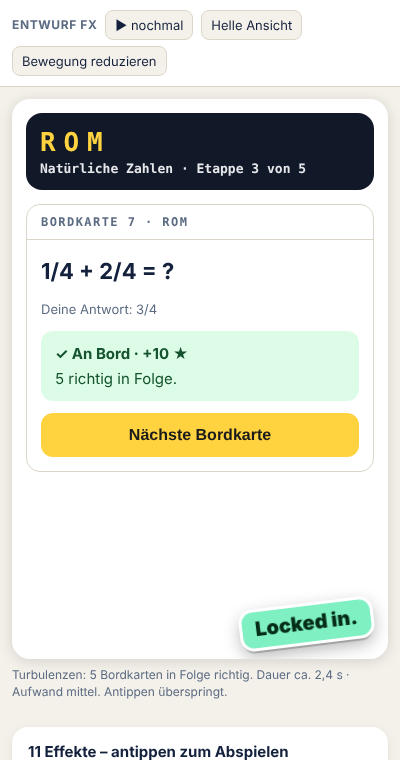 ENTWURF FX ▶ nochmal Helle Ansicht
Bewegung reduzieren
ROM
Natürliche Zahlen · Etappe 3 von 5
BORDKARTE 7 · ROM
1/4 + 2/4 = ?
Deine Antwort: 3/4
✓ An Bord · +10 ★
5 richtig in Folge.
Nächste Bordkarte
Locked in.
Turbulenzen: 5 Bordkarten in Folge richtig. Dauer ca. 2,4 s ·
Aufwand mittel. Antippen überspringt.
11 Effekte – antippen zum Abspielen